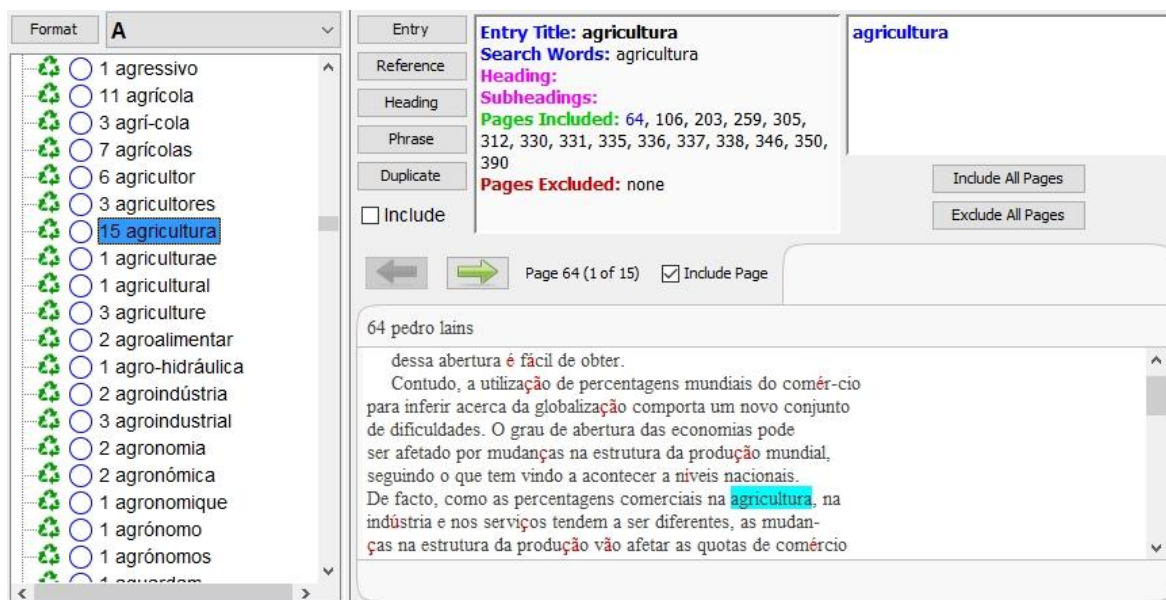 Format
A
1 agressivo
11 agrícola
3 agrí-cola
7 agrícolas
6 agricultor
3 agricultores
15 agricultura
1 agriculturae
1 agricultural
3 agriculture
2 agroalimentar
1 agro-hidráulica
2 agroindústria
3 agroindustrial
2 agronomia
2 agronómica
1 agronomique
1 agrónomo
1 agrónomos
Entry
Reference
Heading
Phrase
Duplicate
Include
Entry Title: agricultura
Search Words: agricultura
Heading:
Subheadings:
Pages Included: 64, 106, 203, 259, 305,
312, 330, 331, 335, 336, 337, 338, 346, 350,
390
Pages Excluded: none
agricultura
Include All Pages
Exclude All Pages
Page 64 (1 of 15)
Include Page
64 pedro lains
dessa abertura é fácil de obter.
Contudo, a utilização de percentagens mundiais do comér-cio
para inferir acerca da globalização comporta um novo conjunto
de dificuldades. O grau de abertura das economias pode
ser afetado por mudanças na estrutura da produção mundial,
seguindo o que tem vindo a acontecer a níveis nacionais.
De facto, como as percentagens comerciais na agricultura, na
indústria e nos serviços tendem a ser diferentes, as mudan-
ças na estrutura da produção vão afetar as quotas de comércio